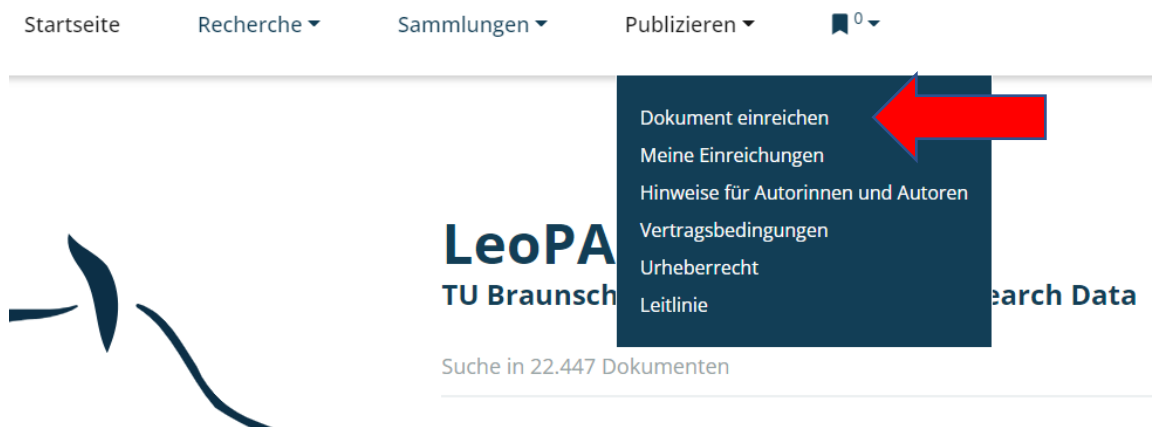 Startseite Recherche Sammlungen Publizieren 0
Dokument einreichen
Meine Einreichungen
Hinweise für Autorinnen und Autoren
Vertragsbedingungen
Urheberrecht
Leitlinie
LeoPA
TU Braunsch earch Data
Suche in 22.447 Dokumenten